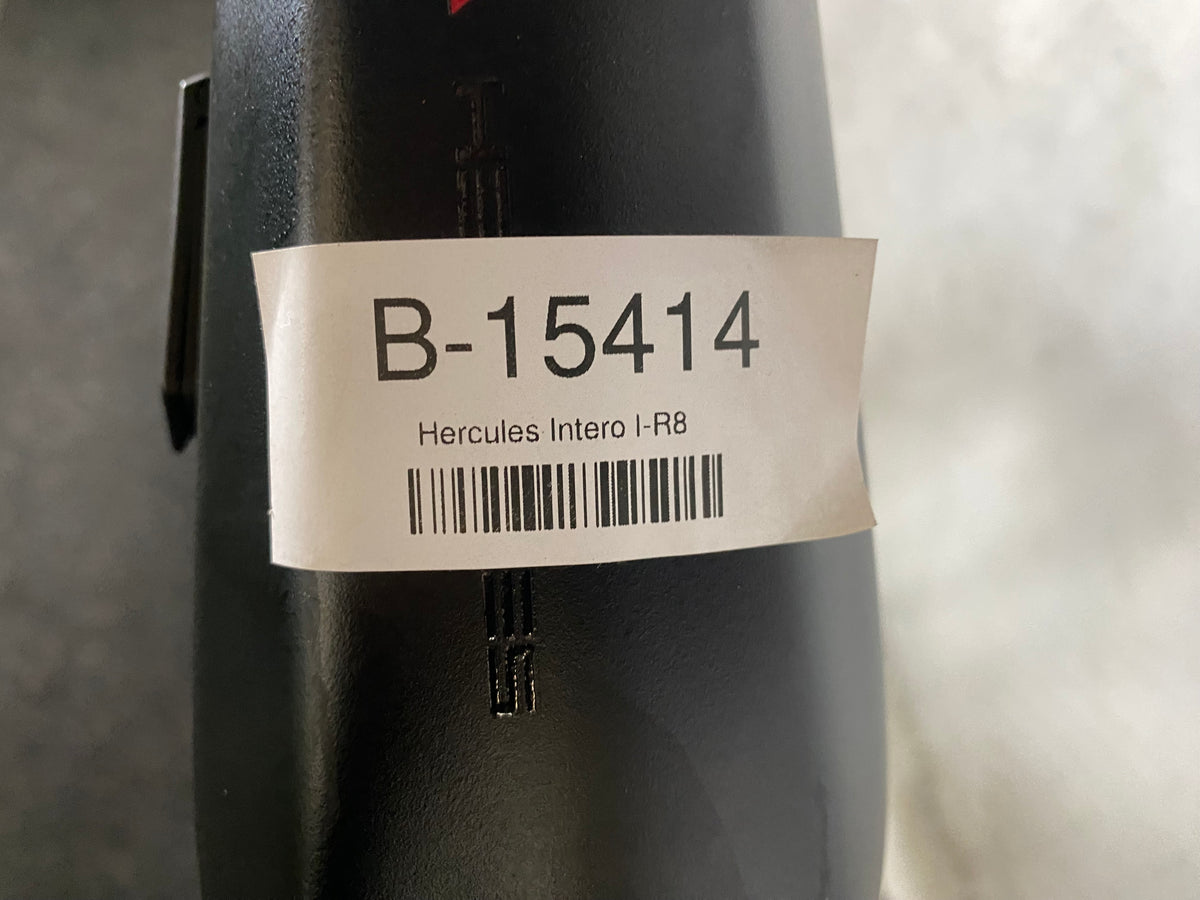 B-15414
Hercules Intero I-R8